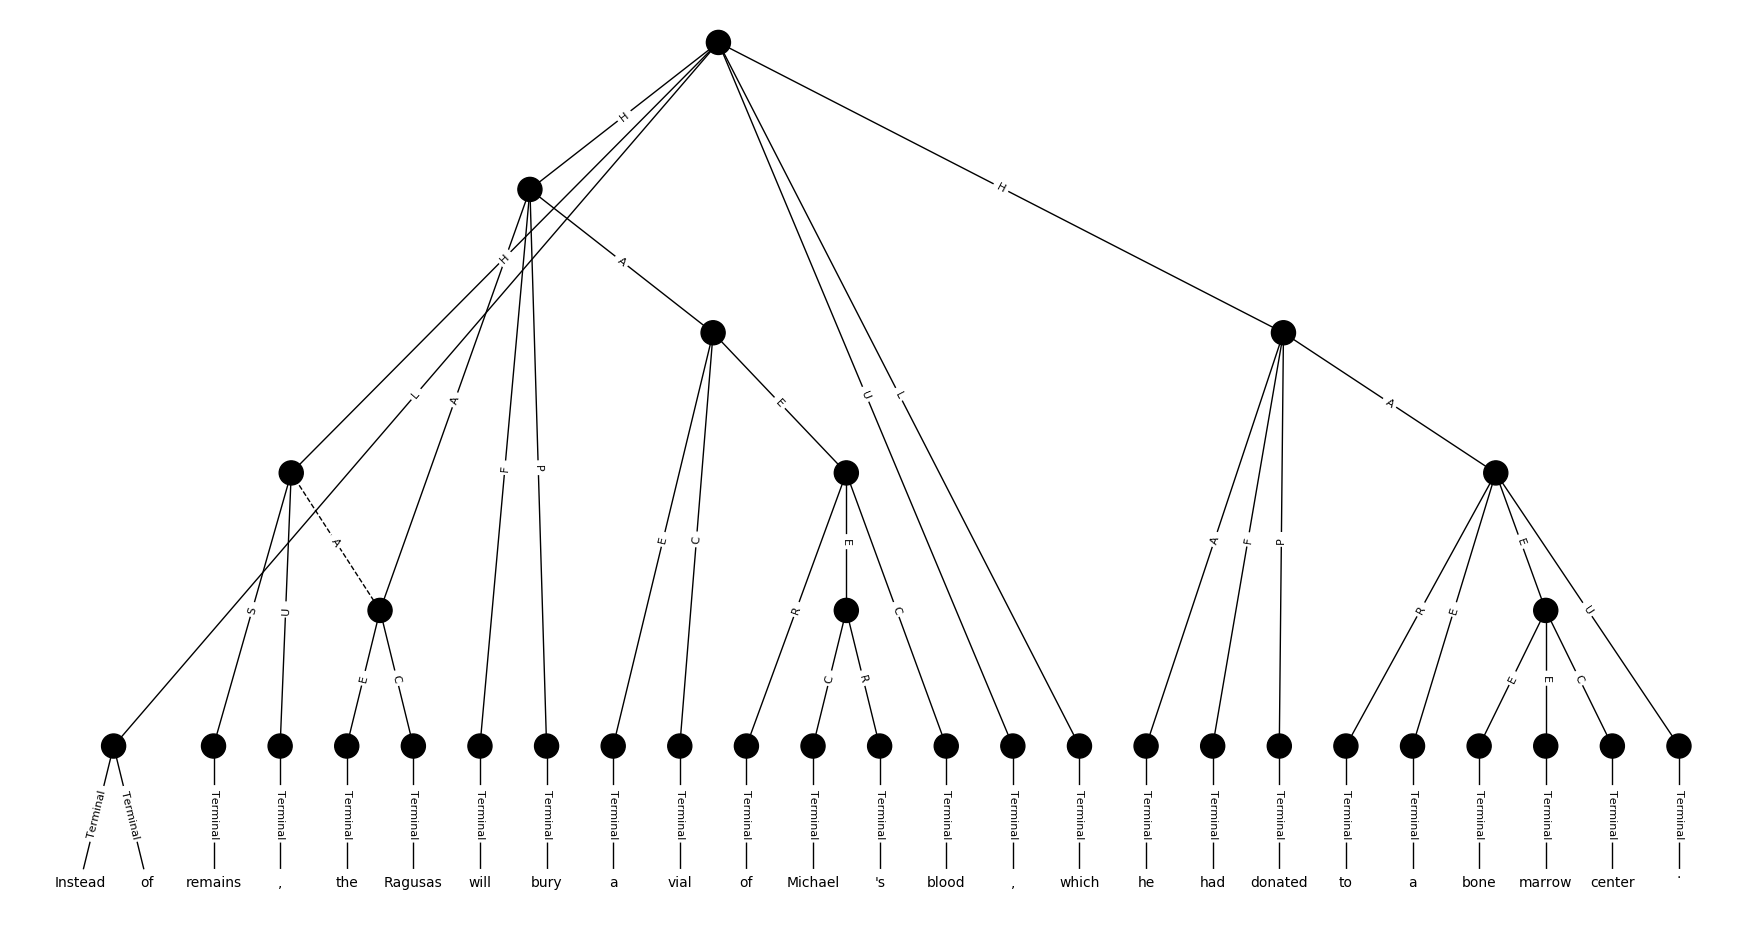 H
H
H
A
A
L
A
U
L
A
F
P
E
E
C
A
F
P
A
E
E
S
U
R
C
R
E
U
E
C
C
R
E
E
C
Terminal Terminal Terminal Terminal Terminal Terminal Terminal Terminal Terminal Terminal Terminal Terminal Terminal Terminal Terminal Terminal Terminal Terminal Terminal Terminal Terminal Terminal Terminal Terminal Terminal
Instead of remains , the Ragusas will bury a vial of Michael 's blood , which he had donated to a bone marrow center .